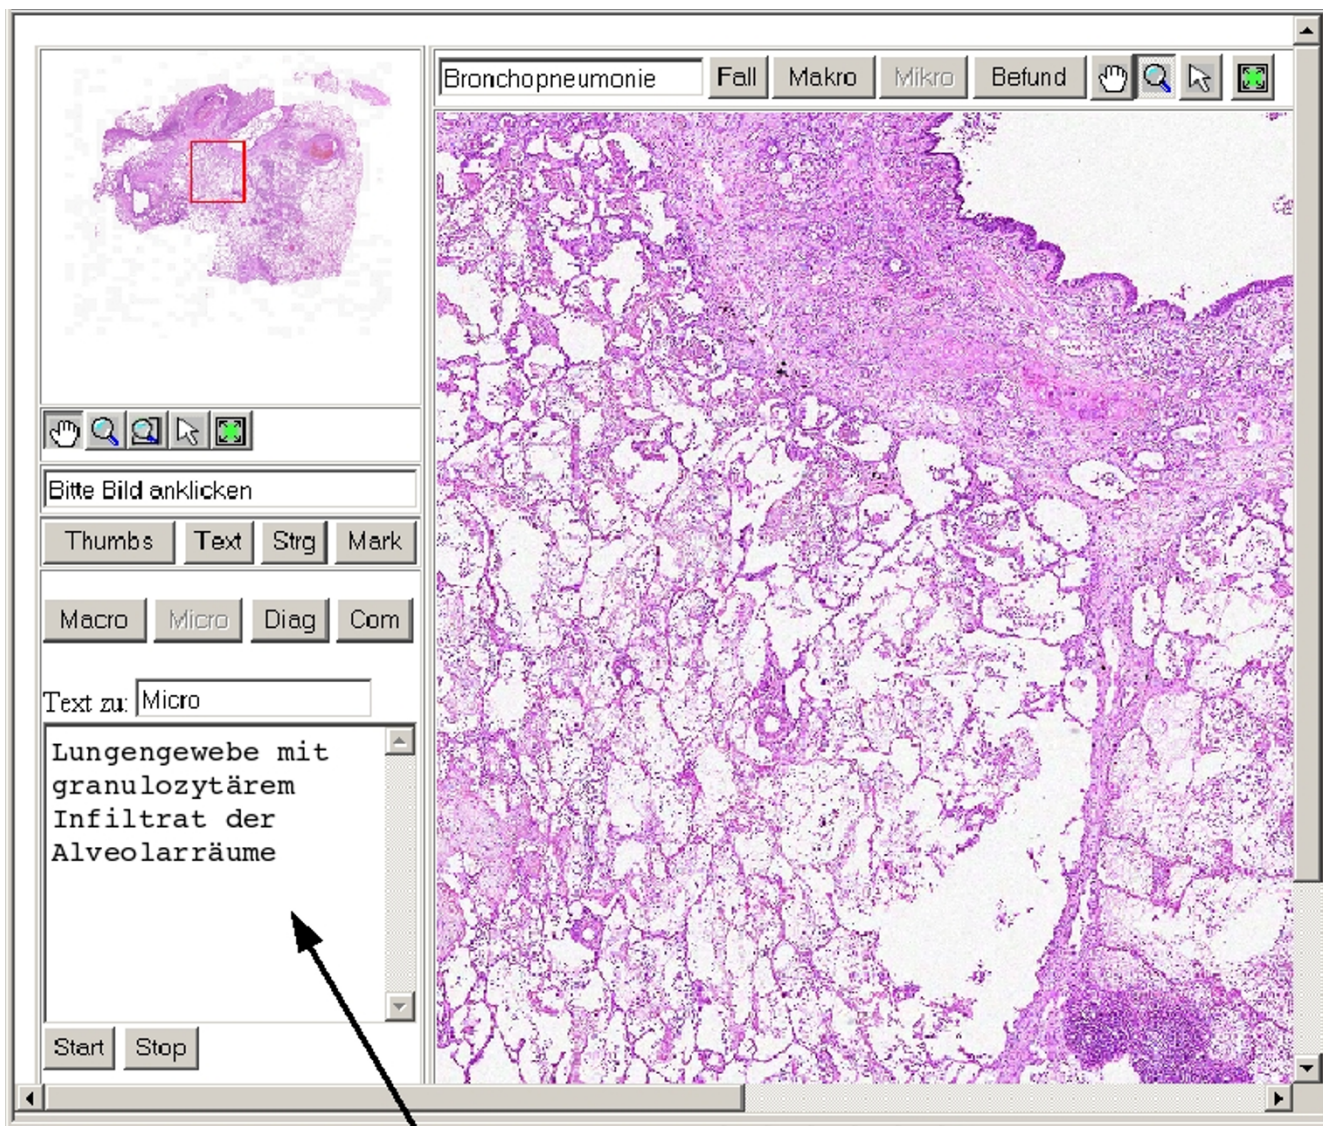 Bronchopneumonie Fall Makro Mikro Befund
Bitte Bild anklicken
Thumbs Text Strg Mark
Macro Micro Diag Com
Text zu: Micro
Lungengewebe mit
granulozytärem
Infiltrat der
Alveolarräume
Start Stop